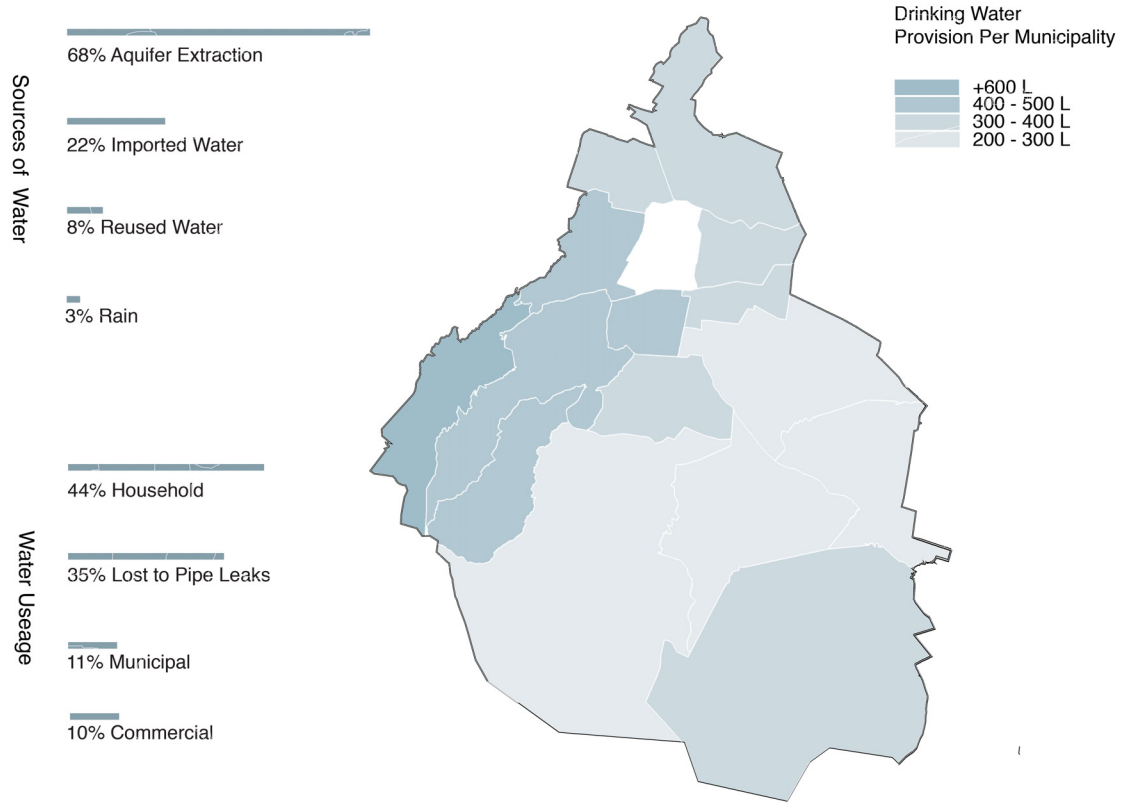 Sources of Water
68% Aquifer Extraction
22% Imported Water
8% Reused Water
3% Rain
Water Useage
44% Household
35% Lost to Pipe Leaks
11% Municipal
10% Commercial
Drinking Water
Provision Per Municipality
+600 L
400 - 500 L
300 - 400 L
200 - 300 L